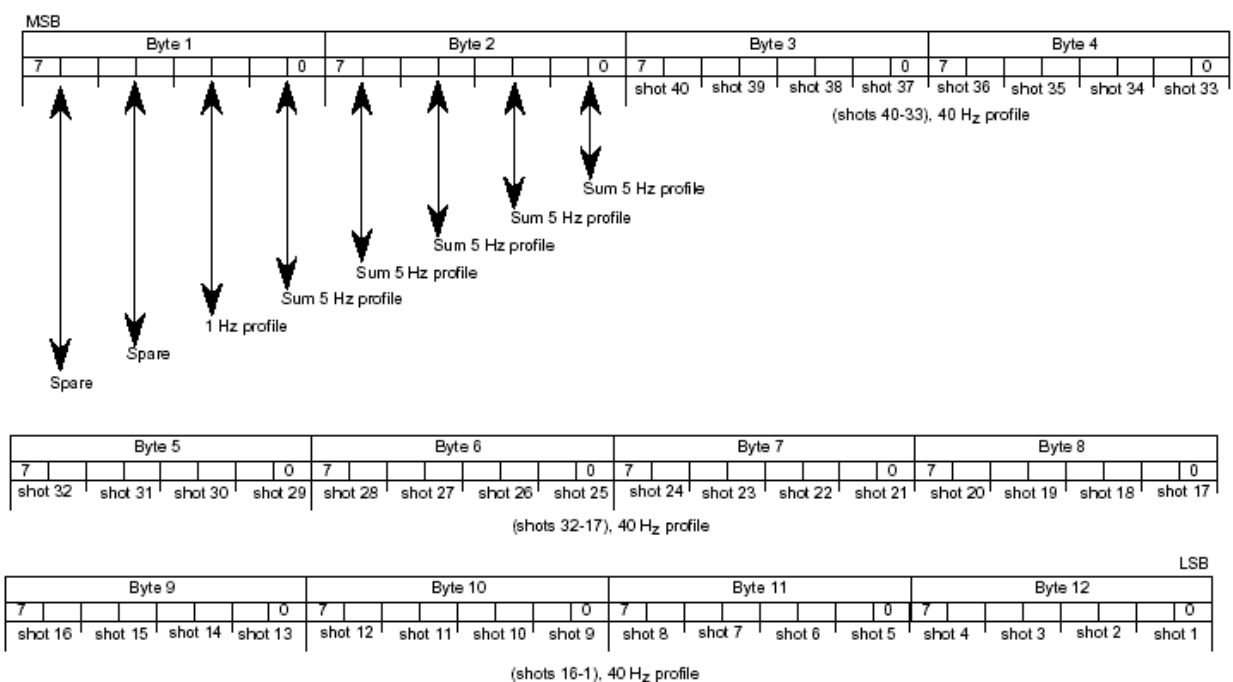 MSB
Byte 1 Byte 2 Byte 3 Byte 4
7 0 7 0 7 0 7 0
shot 40 shot 39 shot 38 shot 37 shot 36 shot 35 shot 34 shot 33
(shots 40-33), 40 Hz profile
Sum 5 Hz profile
Sum 5 Hz profile
Sum 5 Hz profile
Sum 5 Hz profile
Sum 5 Hz profile
1 Hz profile
Spare
Spare
Byte 5 Byte 6 Byte 7 Byte 8
7 0 7 0 7 0 7 0
shot 32 shot 31 shot 30 shot 29 shot 28 shot 27 shot 26 shot 25 shot 24 shot 23 shot 22 shot 21 shot 20 shot 19 shot 18 shot 17
(shots 32-17), 40 Hz profile
LSB
Byte 9 Byte 10 Byte 11 Byte 12
7 0 7 0 7 0 7 0
shot 16 shot 15 shot 14 shot 13 shot 12 shot 11 shot 10 shot 9 shot 8 shot 7 shot 6 shot 5 shot 4 shot 3 shot 2 shot 1
(shots 16-1), 40 Hz profile